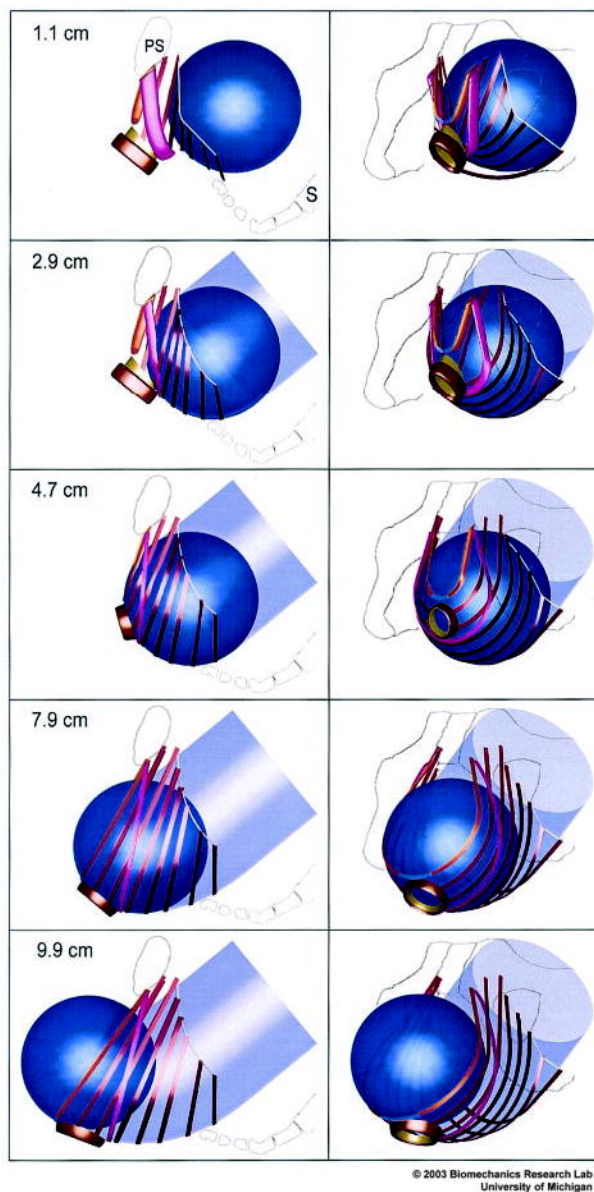 1.1 cm
PS
S
2.9 cm
4.7 cm
7.9 cm
9.9 cm
© 2003 Biomechanics Research Lab
University of Michigan